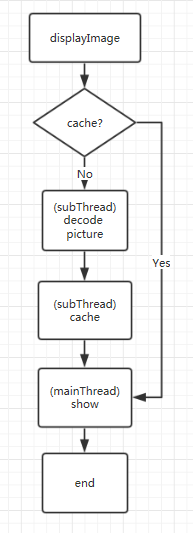 displayImage
cache?
No
(subThread)
decode
picture
Yes
(subThread)
cache
(mainThread)
show
end